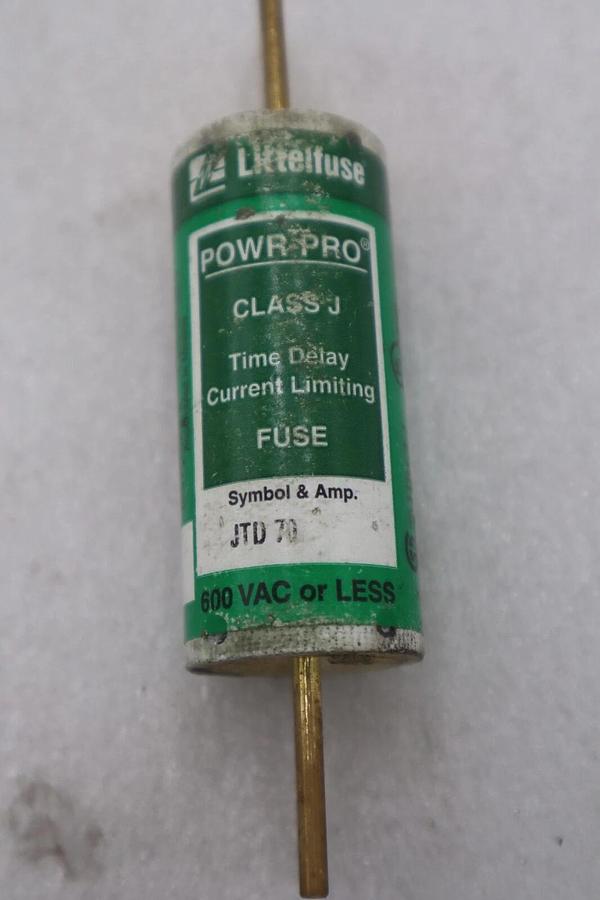 Littelfuse
POWR-PRO®
CLASS J
Time Delay
Current Limiting
FUSE
Symbol & Amp.
JTD 70
600 VAC or LESS